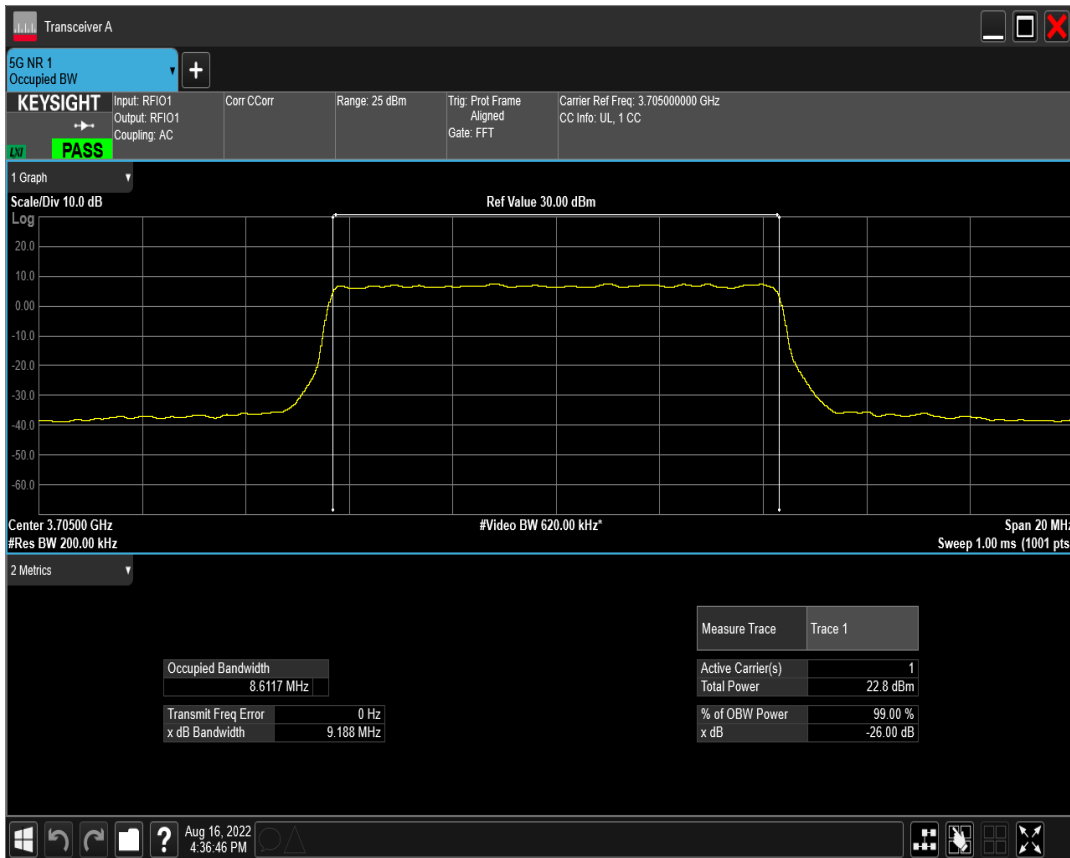 Transceiver A
5G NR 1
Occupied BW
+
KEYSIGHT
LXI
PASS
Input: RFIO1
Output: RFIO1
Coupling: AC
Corr CCorr
Range: 25 dBm
Trig: Prot Frame
Aligned
Gate: FFT
Carrier Ref Freq: 3.705000000 GHz
CC Info: UL, 1 CC
1 Graph
Scale/Div 10.0 dB
Ref Value 30.00 dBm
Log
20.0
10.0
0.00
-10.0
-20.0
-30.0
-40.0
-50.0
-60.0
Center 3.70500 GHz
#Video BW 620.00 kHz*
Span 20 MHz
#Res BW 200.00 kHz
Sweep 1.00 ms (1001 pts
2 Metrics
Measure Trace Trace 1
Occupied Bandwidth
8.6117 MHz
Active Carrier(s) 1
Total Power 22.8 dBm
Transmit Freq Error 0 Hz
x dB Bandwidth 9.188 MHz
% of OBW Power 99.00 %
x dB -26.00 dB
?
Aug 16, 2022
4:36:46 PM